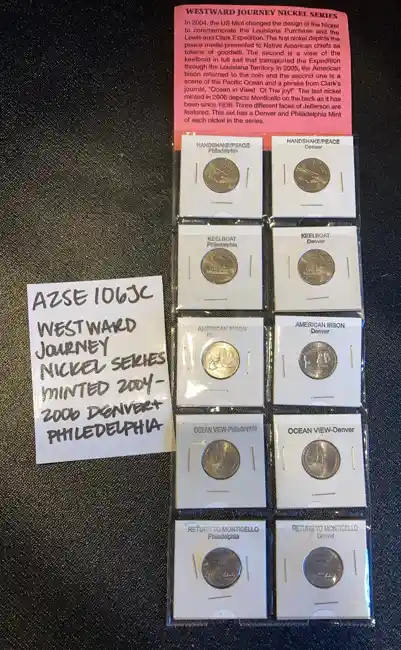 WESTWARD JOURNEY NICKEL SERIES
In 2004, the US Mint changed the design of the Nickel
to commemorate the Louisiana Purchase and the
Lewis and Clark Expedition. The first nickel depicts the
peace medal presented to Native American chiefs as
tokens of goodwill. The second is a view of the
keelboat in full sail that transported the Expedition
through the Louisiana Territory. In 2005, the American
bison returned to the coin and the second one is a
scene of the Pacific Ocean and a phrase from Clark's
journal, "Ocean in View! O! The joy!" The last nickel
minted in 2006 depicts Monticello on the back as it has
been since 1938. Three different faces of Jefferson are
featured. This set has a Denver and Philadelphia Mint
of each nickel in the series.
HANDSHAKE/PEACE
Philadelphia
HANDSHAKE/PEACE
Denver
KEELBOAT
Philadelphia
KEELBOAT
Denver
AMERICAN BISON
AMERICAN BISON
Denver
OCEAN VIEW-Philadelphia
OCEAN VIEW-Denver
RETURN TO MONTICELLO
Philadelphia
RETURN TO MONTICELLO
Denver
AZSE 106JC
WESTWARD
JOURNEY
NICKEL SERIES
MINTED 2004-
2006 DENVER+
PHILEDELPHIA